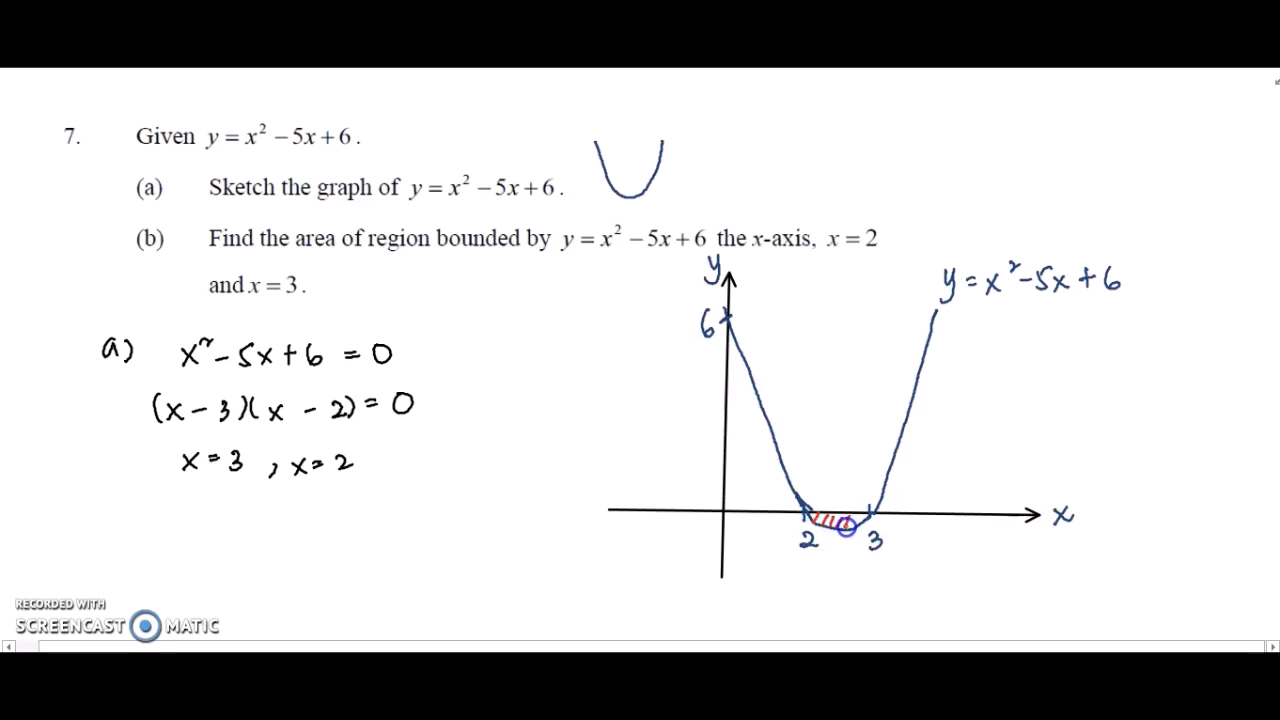 7. Given y = x² − 5x + 6 .
(a) Sketch the graph of y = x² − 5x + 6 .
(b) Find the area of region bounded by y = x² − 5x + 6 the x-axis, x = 2
and x = 3 .
y
y = x² − 5x + 6
6
a) x² − 5x + 6 = 0
(x − 3)(x − 2) = 0
x = 3 , x = 2
x
2 3
RECORDED WITH
SCREENCAST MATIC